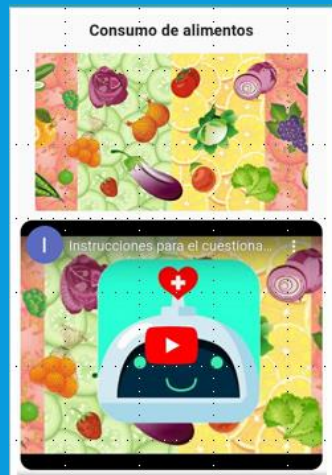 Consumo de alimentos
I
Instrucciones para el cuestiona...